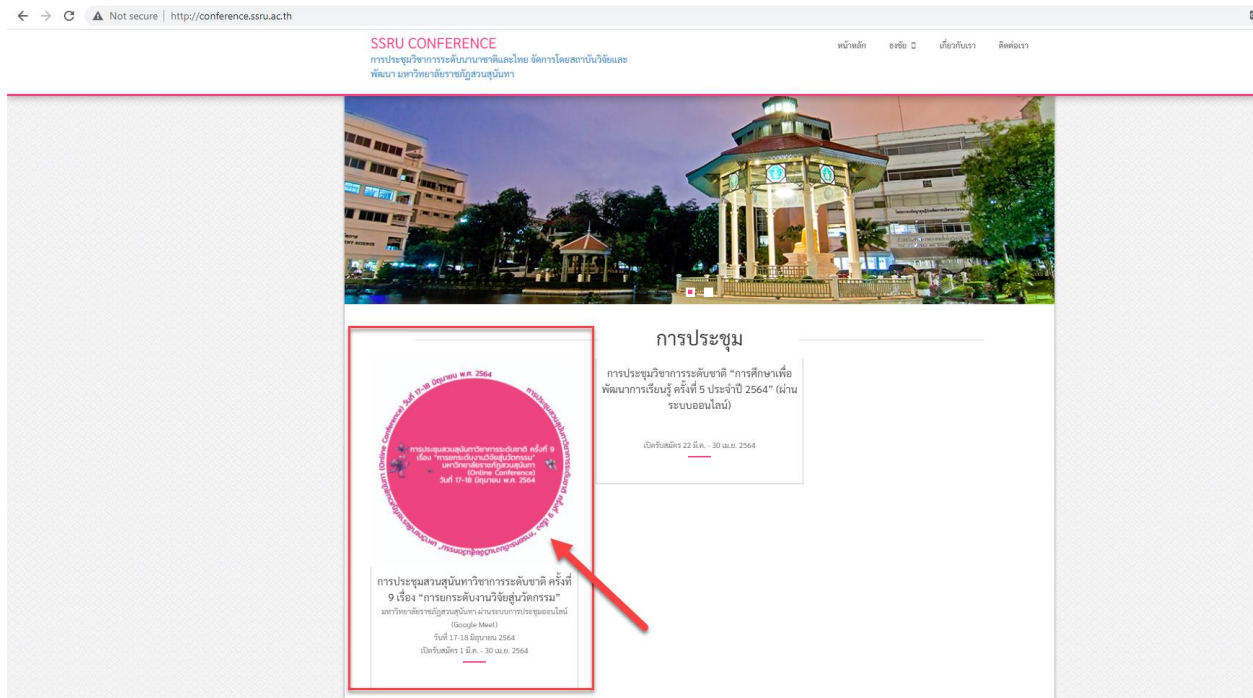 Not secure | http://conference.ssru.ac.th
SSRU CONFERENCE
การประชุมวิชาการระดับนานาชาติและไทย จัดการโดยสถาบันวิจัยและ
พัฒนา มหาวิทยาลัยราชภัฏสวนสุนันทา
หน้าหลัก ธงชัย เกี่ยวกับเรา ติดต่อเรา
การประชุม
การประชุมสวนสุนันทาวิชาการระดับชาติ ครั้งที่ 9
เรื่อง "การยกระดับงานวิจัยสู่นวัตกรรม"
มหาวิทยาลัยราชภัฏสวนสุนันทา
(Online Conference)
วันที่ 17-18 มิถุนายน พ.ศ. 2564
การประชุมสวนสุนันทาวิชาการระดับชาติ ครั้งที่
9 เรื่อง “การยกระดับงานวิจัยสู่นวัตกรรม”
มหาวิทยาลัยราชภัฏสวนสุนันทา ผ่านระบบการประชุมออนไลน์
(Google Meet)
วันที่ 17-18 มิถุนายน 2564
เปิดรับสมัคร 1 มี.ค. - 30 เม.ย. 2564
การประชุมวิชาการระดับชาติ “การศึกษาเพื่อ
พัฒนาการเรียนรู้ ครั้งที่ 5 ประจำปี 2564” (ผ่าน
ระบบออนไลน์)
เปิดรับสมัคร 22 มี.ค. - 30 เม.ย. 2564